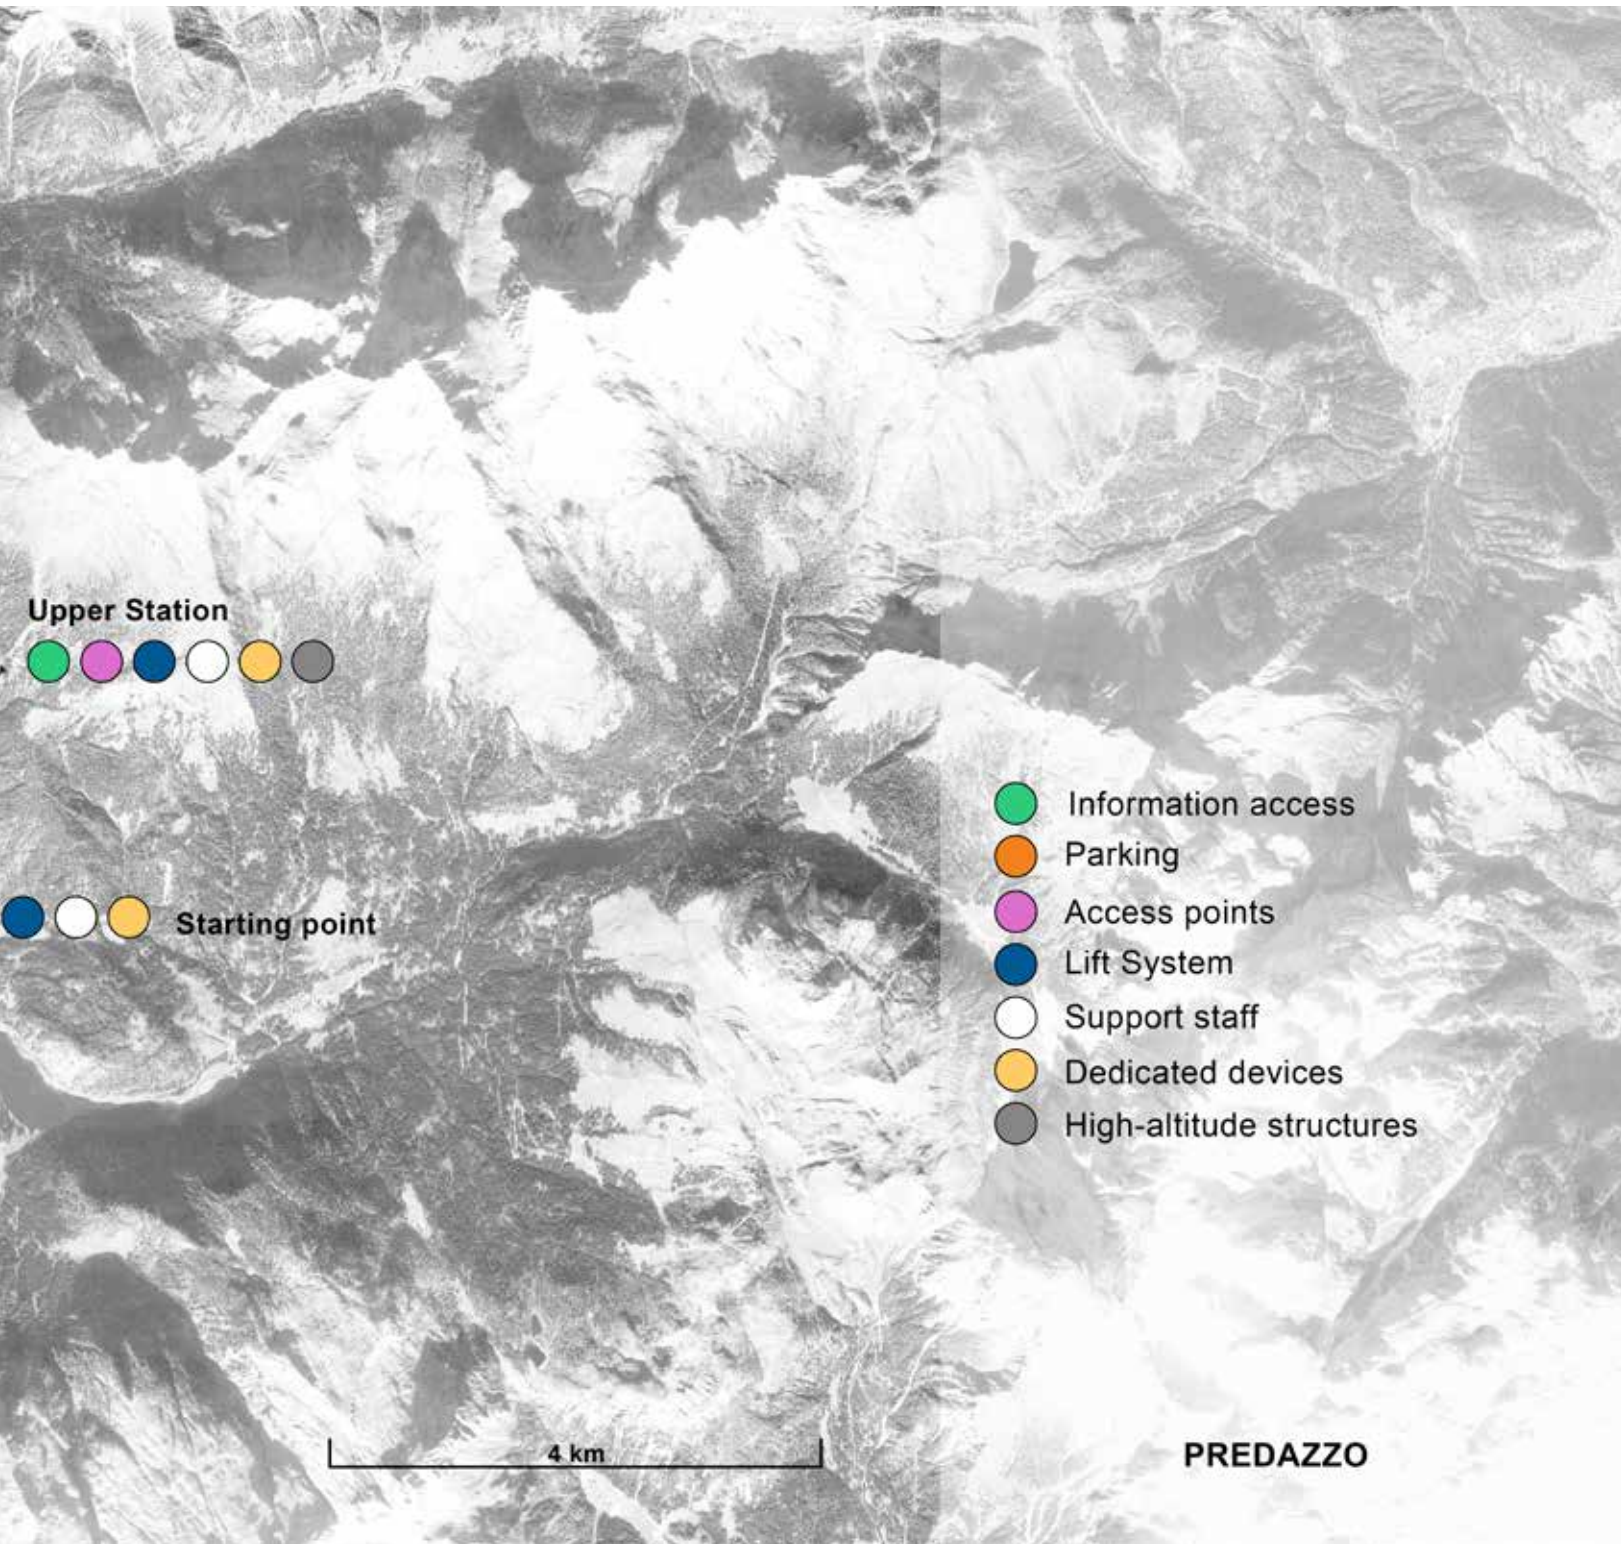 Upper Station
Starting point
Information access
Parking
Access points
Lift System
Support staff
Dedicated devices
High-altitude structures
4 km
PREDAZZO